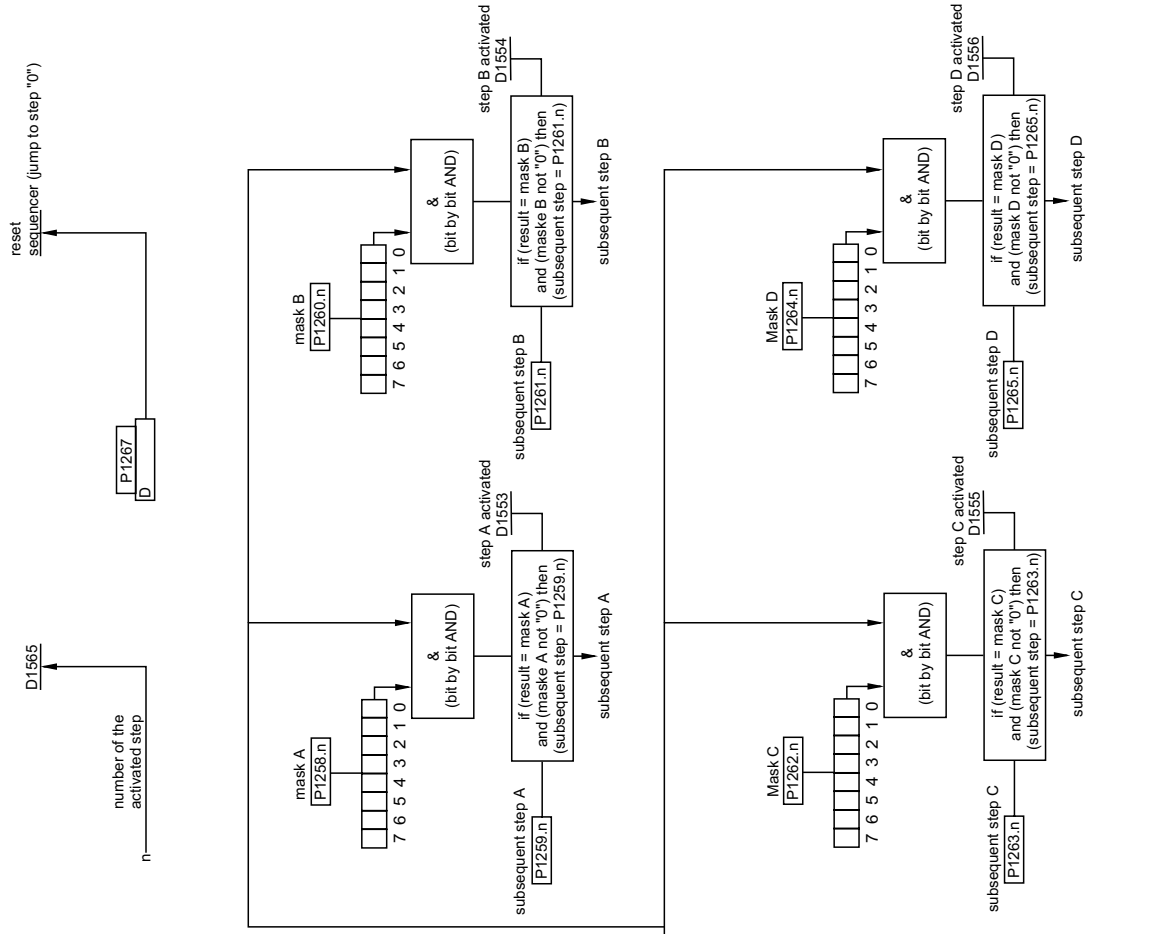 reset
sequencer (jump to step "0")
D1565
P1267
D
number of the
activated step
n
mask A
P1258.n
7 6 5 4 3 2 1 0
&
(bit by bit AND)
step A activated
D1553
subsequent step A
P1259.n
if (result = mask A)
and (maske A not "0") then
(subsequent step = P1259.n)
subsequent step A
mask B
P1260.n
7 6 5 4 3 2 1 0
&
(bit by bit AND)
step B activated
D1554
subsequent step B
P1261.n
if (result = mask B)
and (maske B not "0") then
(subsequent step = P1261.n)
subsequent step B
Mask C
P1262.n
7 6 5 4 3 2 1 0
&
(bit by bit AND)
step C activated
D1555
subsequent step C
P1263.n
if (result = mask C)
and (mask C not "0") then
(subsequent step = P1263.n)
subsequent step C
Mask D
P1264.n
7 6 5 4 3 2 1 0
&
(bit by bit AND)
step D activated
D1556
subsequent step D
P1265.n
if (result = mask D)
and (mask D not "0") then
(subsequent step = P1265.n)
subsequent step D